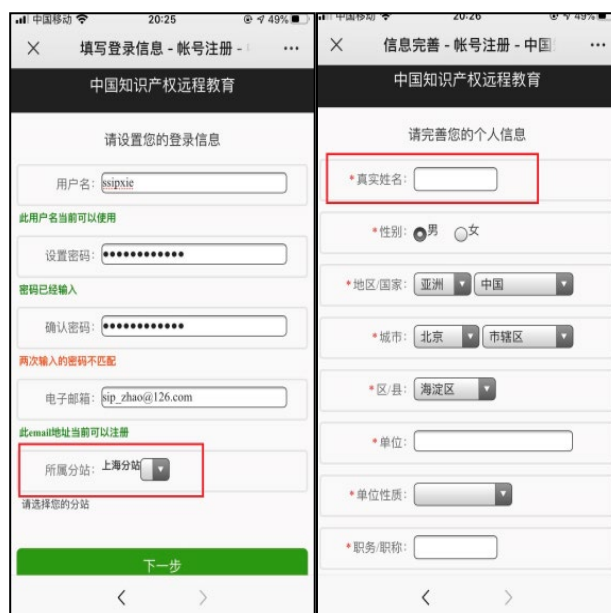 中国移动 20:25 49%
填写登录信息 - 帐号注册 -
中国知识产权远程教育
请设置您的登录信息
用户名: ssipxie
此用户名当前可以使用
设置密码: ••••••••••••
密码已经输入
确认密码: ••••••••••••
两次输入的密码不匹配
电子邮箱: sip_zhao@126.com
此email地址当前可以注册
所属分站: 上海分站
请选择您的分站
下一步
中国移动 20:26 49%
信息完善 - 帐号注册 - 中国
中国知识产权远程教育
请完善您的个人信息
*真实姓名:
*性别: 男 女
*地区/国家: 亚洲 中国
*城市: 北京 市辖区
*区/县: 海淀区
*单位:
*单位性质:
*职务/职称: